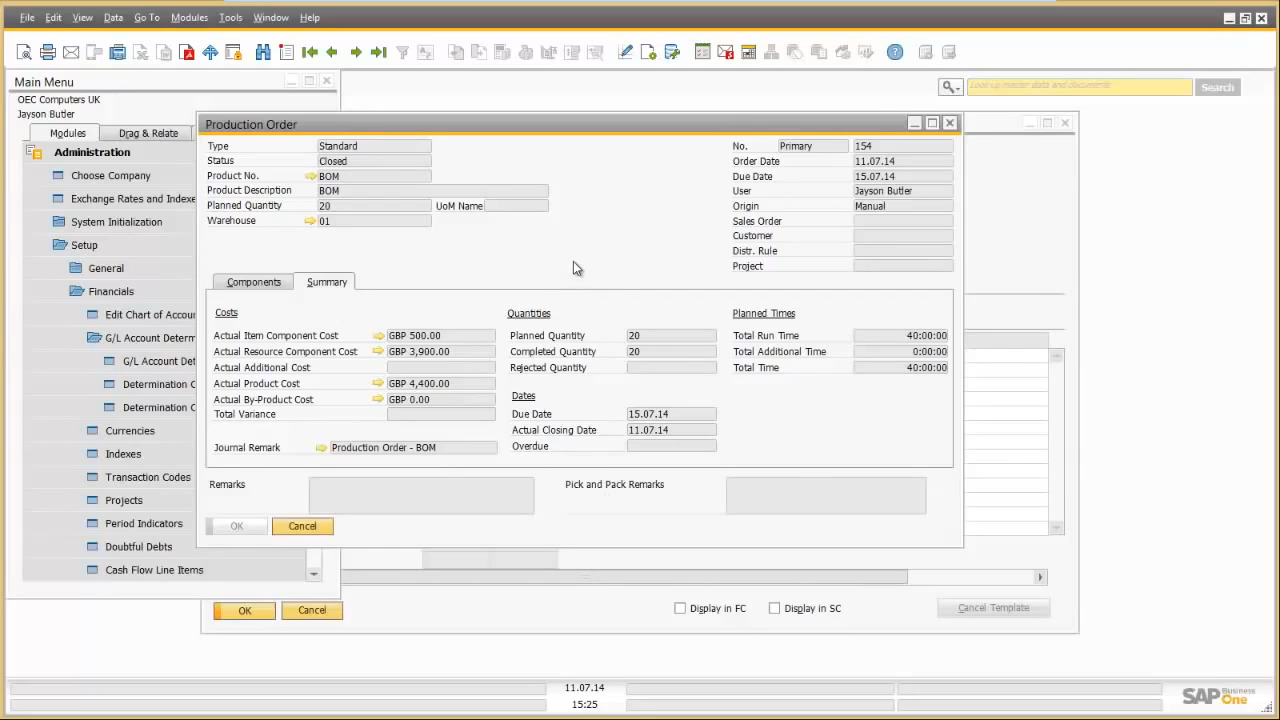 File Edit View Data Go To Modules Tools Window Help
Main Menu
OEC Computers UK
Jayson Butler
Modules Drag & Relate
Administration
Choose Company
Exchange Rates and Indexe
System Initialization
Setup
General
Financials
Edit Chart of Accou
G/L Account Determ
G/L Account Det
Determination C
Determination C
Currencies
Indexes
Transaction Codes
Projects
Period Indicators
Doubtful Debts
Cash Flow Line Items
Look up master data and documents Search
Production Order
Type Standard
Status Closed
Product No. BOM
Product Description BOM
Planned Quantity 20 UoM Name
Warehouse 01
No. Primary 154
Order Date 11.07.14
Due Date 15.07.14
User Jayson Butler
Origin Manual
Sales Order
Customer
Distr. Rule
Project
Components Summary
Costs
Actual Item Component Cost GBP 500.00
Actual Resource Component Cost GBP 3,900.00
Actual Additional Cost
Actual Product Cost GBP 4,400.00
Actual By-Product Cost GBP 0.00
Total Variance
Journal Remark Production Order - BOM
Quantities
Planned Quantity 20
Completed Quantity 20
Rejected Quantity
Dates
Due Date 15.07.14
Actual Closing Date 11.07.14
Overdue
Planned Times
Total Run Time 40:00:00
Total Additional Time 0:00:00
Total Time 40:00:00
Remarks
Pick and Pack Remarks
OK Cancel
OK Cancel
Display in FC Display in SC Cancel Template
11.07.14
15:25
SAP Business One